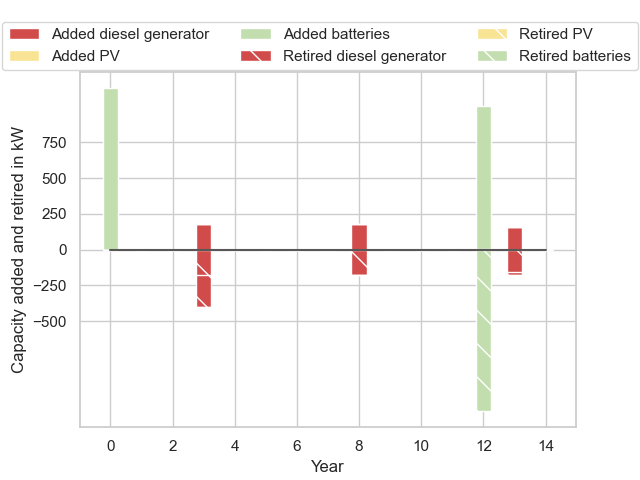 Added diesel generator
Added batteries
Retired PV
Added PV
Retired diesel generator
Retired batteries
Capacity added and retired in kW
750
500
250
0
−250
−500
0 2 4 6 8 10 12 14
Year